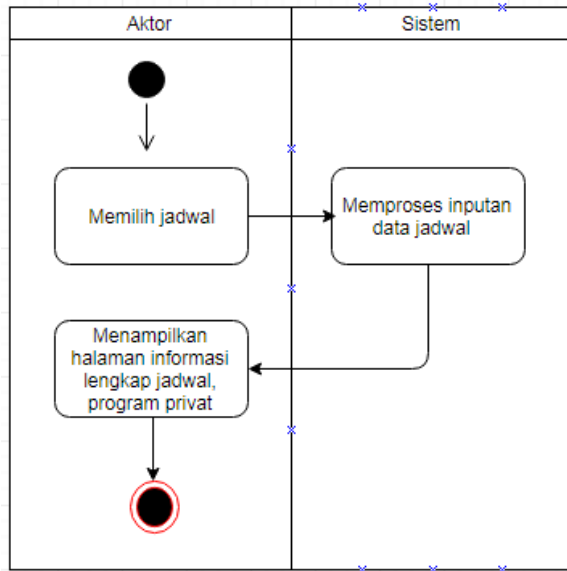 Aktor
Sistem
Memilih jadwal
Memproses inputan
data jadwal
Menampilkan
halaman informasi
lengkap jadwal,
program privat